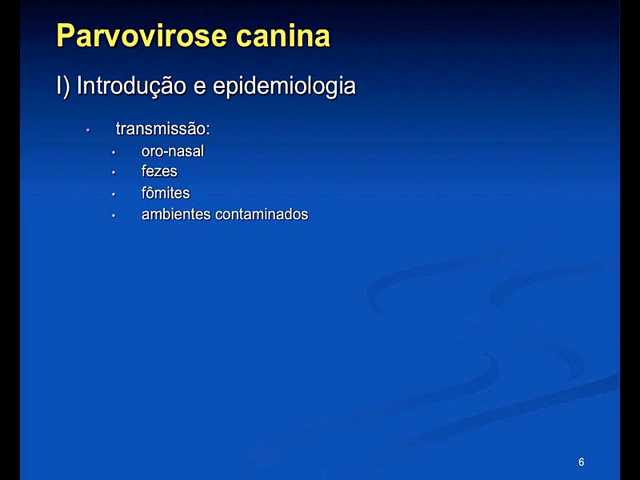 Parvovirose canina
I) Introdução e epidemiologia
• transmissão:
• oro-nasal
• fezes
• fômites
• ambientes contaminados
6